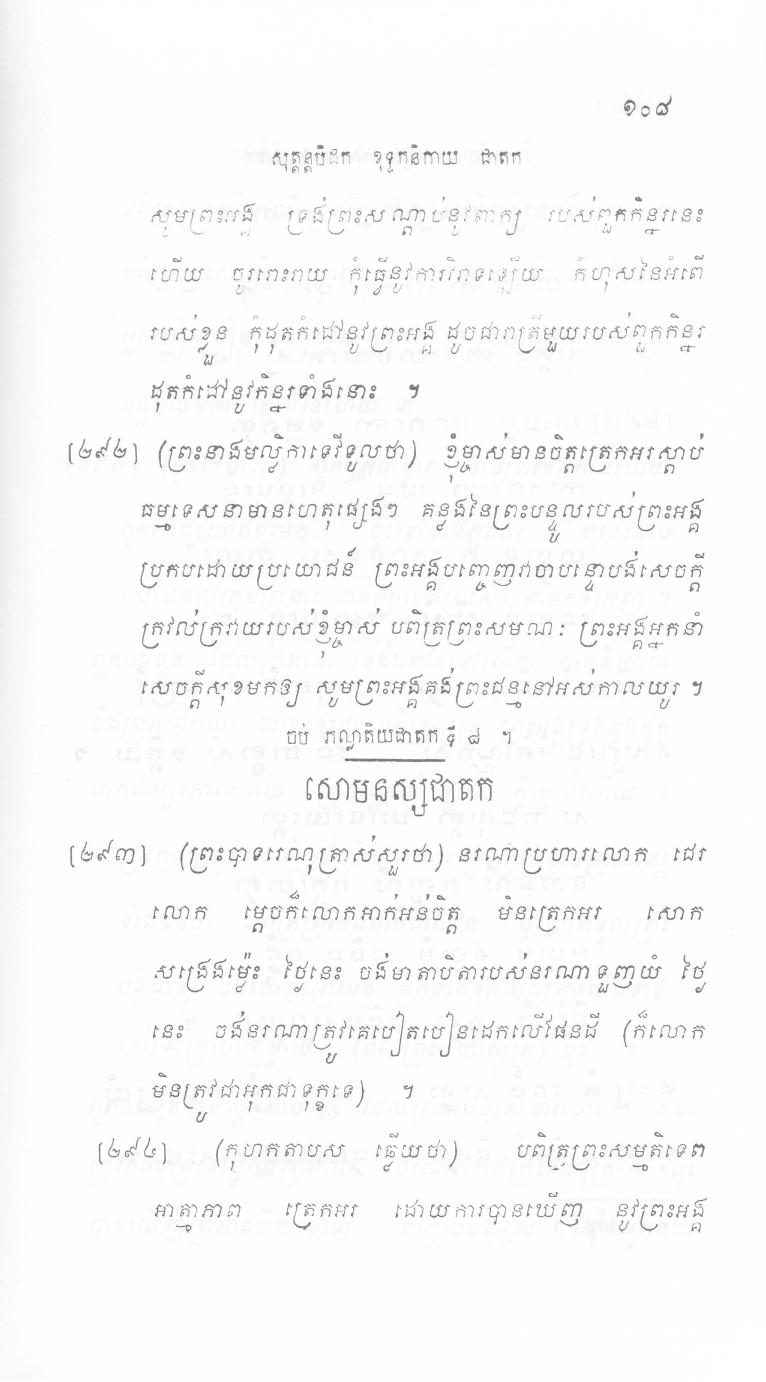 ១០៨
សុត្តន្តបិដក ខុទ្ទកនិកាយ ជាតក
សូមព្រះអង្គ ទ្រង់ព្រះសណ្តាប់នូវពាក្យ របស់ពួកកិន្នរនេះ
ហើយ ចូររោះរាយ កុំធ្វើនូវការវិវាទឡើយ កំហុសនៃអំពើ
របស់ខ្លួន កុំដុតកំដៅនូវព្រះអង្គ ដូចជារាត្រីមួយរបស់ពួកកិន្នរ
ដុតកំដៅនូវកិន្នរទាំងនោះ ។
[២៩២] (ព្រះនាងមល្លិកាទេវីទូលថា) ខ្ញុំម្ចាស់មានចិត្តត្រេកអរស្តាប់
ធម្មទេសនាមានហេតុផ្សេងៗ គន្លងនៃព្រះបន្ទូលរបស់ព្រះអង្គ
ប្រកបដោយប្រយោជន៍ ព្រះអង្គបញ្ចេញវាចាបន្ទោបង់សេចក្តី
ក្រវល់ក្រវាយរបស់ខ្ញុំម្ចាស់ បពិត្រព្រះសមណៈ ព្រះអង្គអ្នកនាំ
សេចក្តីសុខមកឲ្យ សូមព្រះអង្គគង់ព្រះជន្មនៅអស់កាលយូរ ។
ចប់ ភល្លាតិយជាតក ទី ៨ ។
សោមនស្សជាតក
[២៩៣] (ព្រះបាទរេណុត្រាស់សួរថា) នរណាប្រហារលោក ជេរ
លោក ម្តេចក៏លោកអាក់អន់ចិត្ត មិនត្រេកអរ សោក
សង្រេងម្ល៉េះ ថ្ងៃនេះ ចង់មាតាបិតារបស់នរណាទួញយំ ថ្ងៃ
នេះ ចង់នរណាត្រូវគេបៀតបៀនដេកលើផែនដី (ក៏លោក
មិនត្រូវជាអុកជាទុក្ខទេ) ។
[២៩៤] (កុហកតាបស ឆ្លើយថា) បពិត្រព្រះសម្មតិទេព
អាត្មាភាព ត្រេកអរ ដោយការបានឃើញ នូវព្រះអង្គ